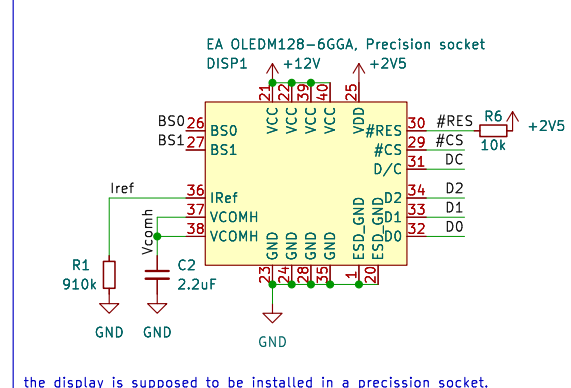 EA OLEDM128-6GGA, Precision socket
DISP1 +12V +2V5
21 22 39 40 25
VCC VCC VCC VCC VDD
BS0 26 BS0 #RES 30 #RES R6 10k +2V5
BS1 27 BS1 #CS 29 #CS
D/C 31 DC
Iref 36 IRef D2 34 D2
37 VCOMH D1 33 D1
Vcomh 38 VCOMH D0 32 D0
GND GND GND GND ESD_GND ESD_GND
23 24 28 35 1 20
R1 910k
C2 2.2uF
GND GND
GND
the display is supposed to be installed in a precission socket.